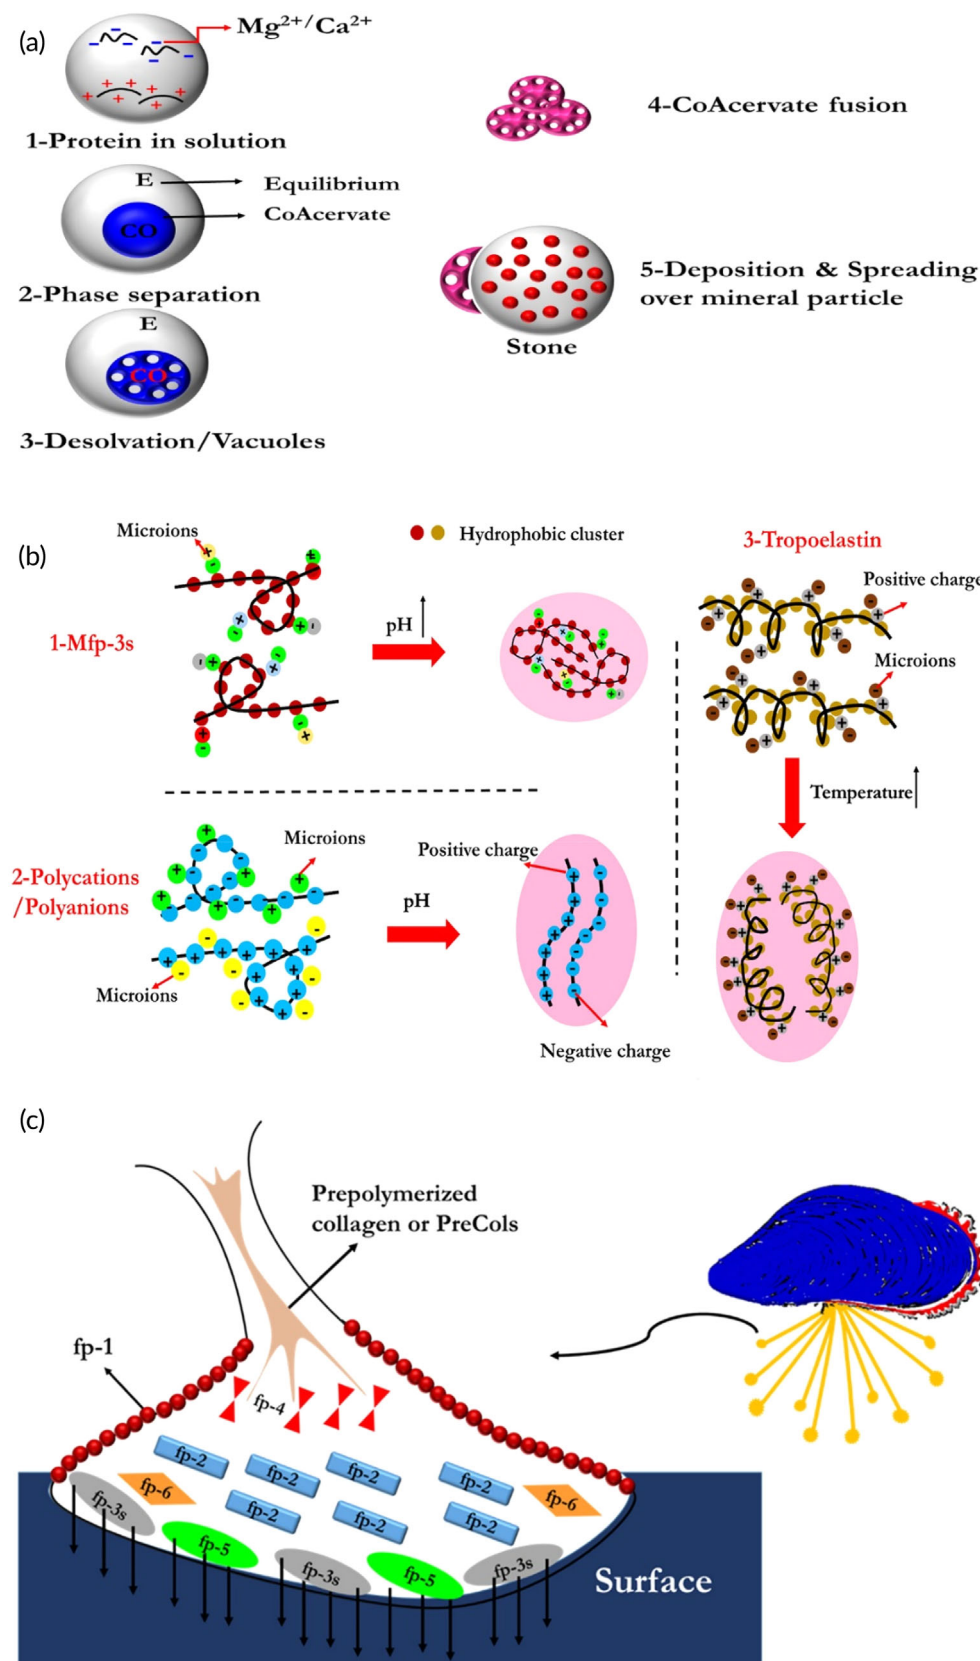 (a)
Mg2+/Ca2+
1-Protein in solution
E
Equilibrium
CoAcervate
CO
2-Phase separation
E
CO
3-Desolvation/Vacuoles
4-CoAcervate fusion
5-Deposition & Spreading
over mineral particle
Stone
(b)
Microions
Hydrophobic cluster
1-Mfp-3s
pH
3-Tropoelastin
Positive charge
Microions
Temperature
2-Polycations
/Polyanions
Microions
Microions
pH
Positive charge
Negative charge
(c)
Prepolymerized
collagen or PreCols
fp-1
fp-4
fp-2
fp-2
fp-2
fp-2
fp-2
fp-2
fp-2
fp-6
fp-6
fp-3s
fp-5
fp-3s
fp-5
fp-3s
Surface